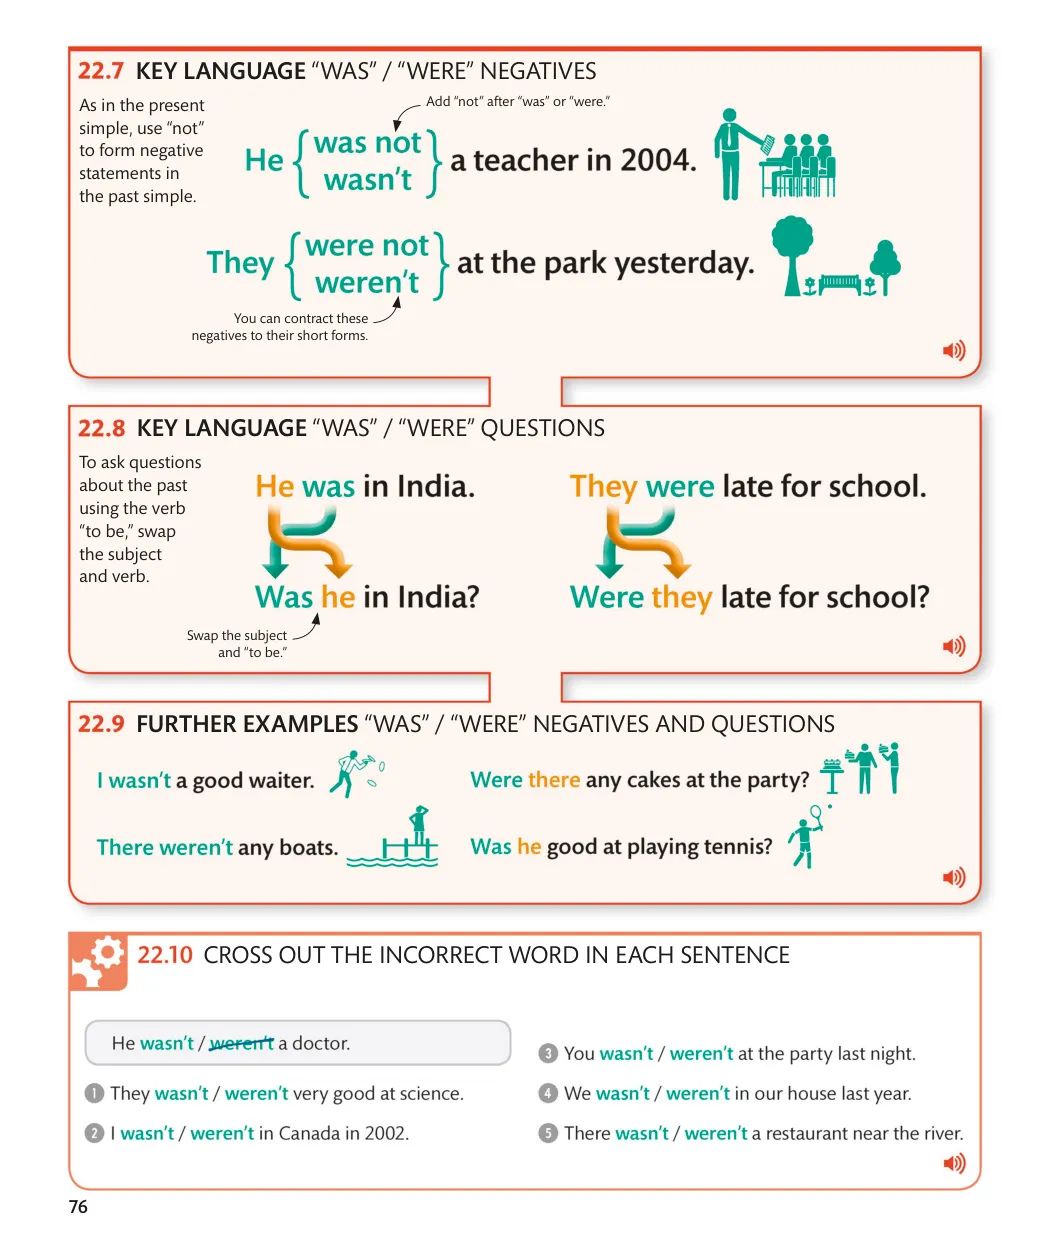 22.7 KEY LANGUAGE “WAS” / “WERE” NEGATIVES
As in the present
simple, use “not”
to form negative
statements in
the past simple.
Add “not” after “was” or “were.”
He { was not
wasn’t } a teacher in 2004.
They { were not
weren’t } at the park yesterday.
You can contract these
negatives to their short forms.
22.8 KEY LANGUAGE “WAS” / “WERE” QUESTIONS
To ask questions
about the past
using the verb
“to be,” swap
the subject
and verb.
He was in India.
Was he in India?
Swap the subject
and “to be.”
They were late for school.
Were they late for school?
22.9 FURTHER EXAMPLES “WAS” / “WERE” NEGATIVES AND QUESTIONS
I wasn’t a good waiter.
There weren’t any boats.
Were there any cakes at the party?
Was he good at playing tennis?
22.10 CROSS OUT THE INCORRECT WORD IN EACH SENTENCE
He wasn’t / weren’t a doctor.
1 They wasn’t / weren’t very good at science.
2 I wasn’t / weren’t in Canada in 2002.
3 You wasn’t / weren’t at the party last night.
4 We wasn’t / weren’t in our house last year.
5 There wasn’t / weren’t a restaurant near the river.
76